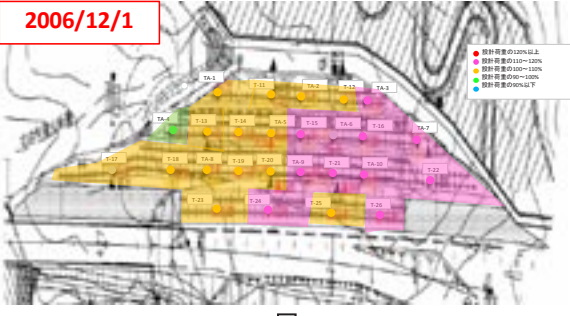 2006/12/1
設計荷重の120%以上
設計荷重の110~120%
設計荷重の100~110%
設計荷重の90~100%
設計荷重の90%以下
TA-1
T-11
TA-2
T-12
TA-3
TA-4
T-13
T-14
TA-5
T-15
TA-6
T-16
TA-7
T-17
T-18
TA-8
T-19
T-20
TA-9
T-21
TA-10
T-22
T-23
T-24
T-25
T-26